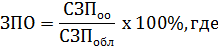 ЗПО = СЗПоо / СЗПобл х 100%, где